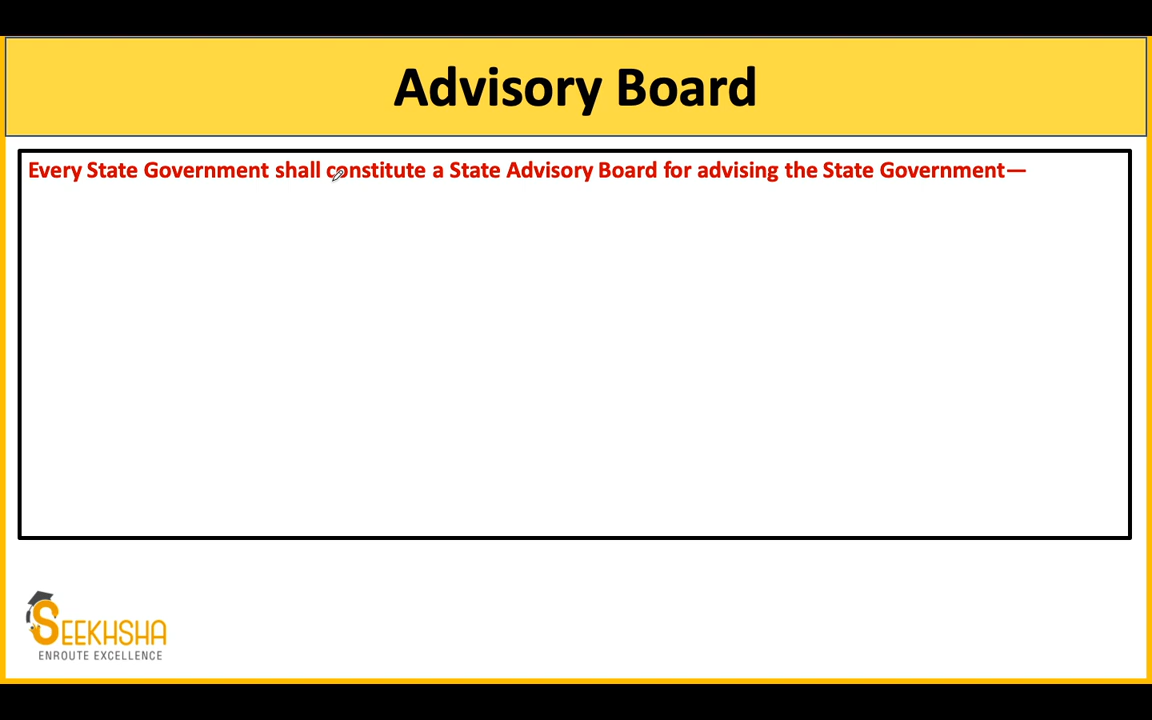 Advisory Board
Every State Government shall constitute a State Advisory Board for advising the State Government—
SEEKHSHA
ENROUTE EXCELLENCE